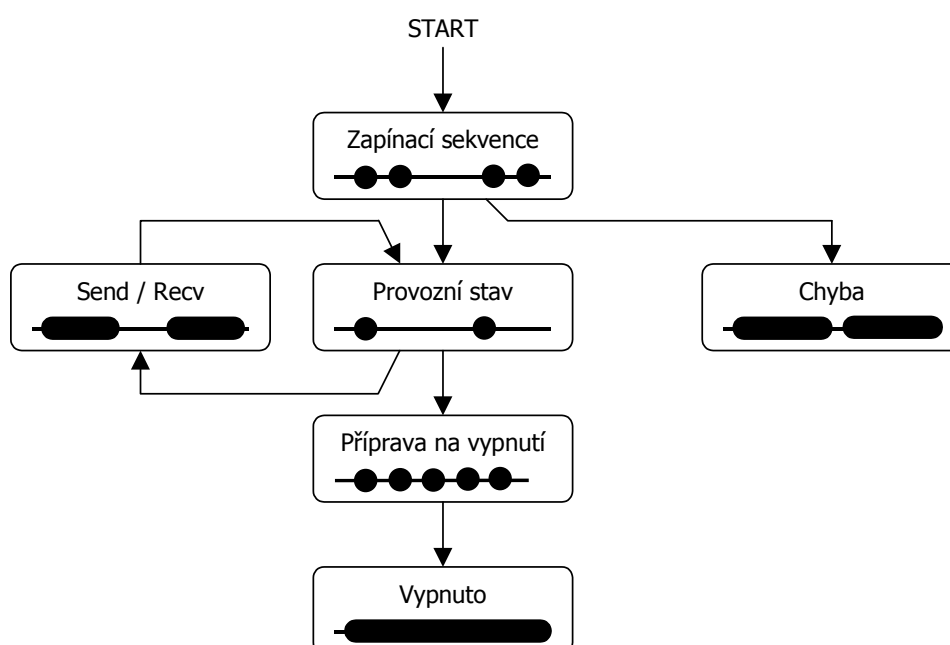 START
Zapínací sekvence
Send / Recv
Provozní stav
Chyba
Příprava na vypnutí
Vypnuto